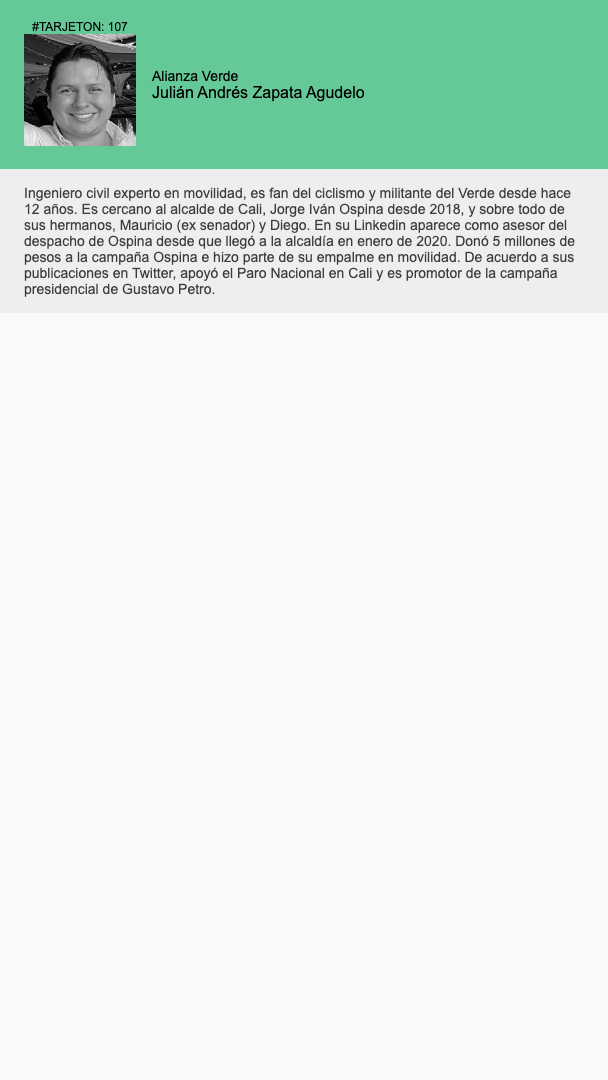 #TARJETON: 107
Alianza Verde
Julián Andrés Zapata Agudelo
Ingeniero civil experto en movilidad, es fan del ciclismo y militante del Verde desde hace
12 años. Es cercano al alcalde de Cali, Jorge Iván Ospina desde 2018, y sobre todo de
sus hermanos, Mauricio (ex senador) y Diego. En su Linkedin aparece como asesor del
despacho de Ospina desde que llegó a la alcaldía en enero de 2020. Donó 5 millones de
pesos a la campaña Ospina e hizo parte de su empalme en movilidad. De acuerdo a sus
publicaciones en Twitter, apoyó el Paro Nacional en Cali y es promotor de la campaña
presidencial de Gustavo Petro.